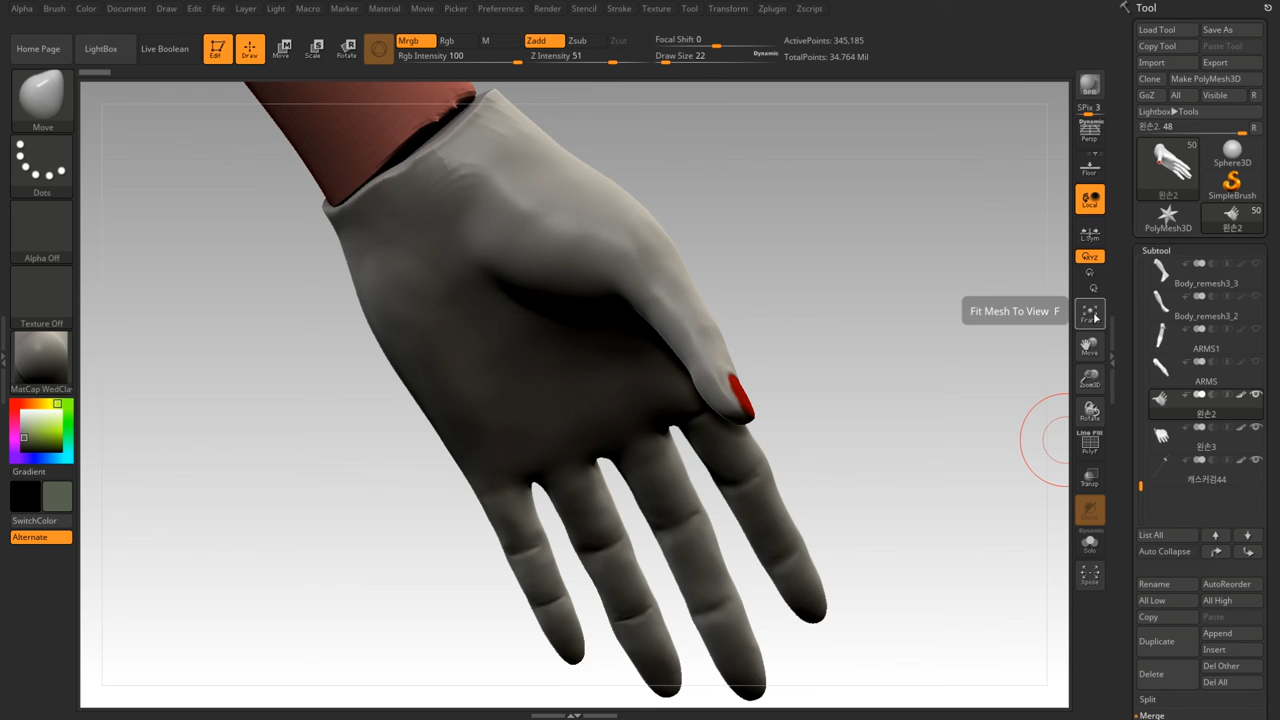 Alpha Brush Color Document Draw Edit File Layer Light Macro Marker Material Movie Picker Preferences Render Stencil Stroke Texture Tool Transform Zplugin Zscript
Home Page
LightBox
Live Boolean
Edit
Draw
Move
Scale
Rotate
Mrgb Rgb M
Rgb Intensity 100
Zadd Zsub Zcut
Z Intensity 51
Focal Shift 0
Draw Size 22
Dynamic
ActivePoints: 345,185
TotalPoints: 34.764 Mil
Move
Dots
Alpha Off
Texture Off
MatCap WedCla
Gradient
SwitchColor
Alternate
Fit Mesh To View F
BPR
SPix 3
Dynamic
Persp
Floor
Local
L.Sym
XYZ
Move
Zoom3D
Rotate
Line Fill
PolyF
Transp
Dynamic
Solo
Xpose
Tool
Load Tool Save As
Copy Tool Paste Tool
Import Export
Clone Make PolyMesh3D
GoZ All Visible R
Lightbox▶Tools
왼손2. 48 R
50
왼손2
Sphere3D
SimpleBrush
PolyMesh3D
50
왼손2
Subtool
Body_remesh3_3
Body_remesh3_2
ARMS1
ARMS
왼손2
왼손3
캐스커검44
List All
Auto Collapse
Rename AutoReorder
All Low All High
Copy Paste
Duplicate
Append
Insert
Delete
Del Other
Del All
Split
Merge